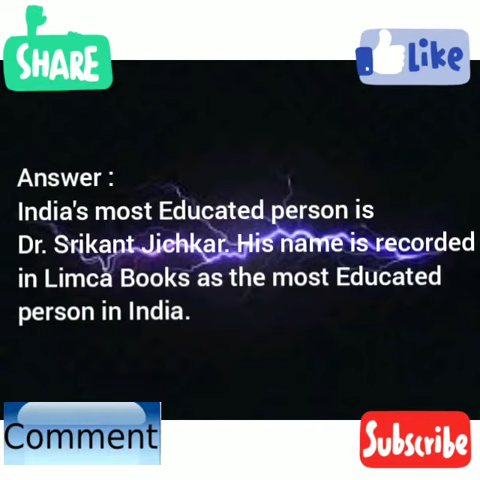 SHARE
Like
Answer :
India's most Educated person is
Dr. Srikant Jichkar. His name is recorded
in Limca Books as the most Educated
person in India.
Comment
Subscribe